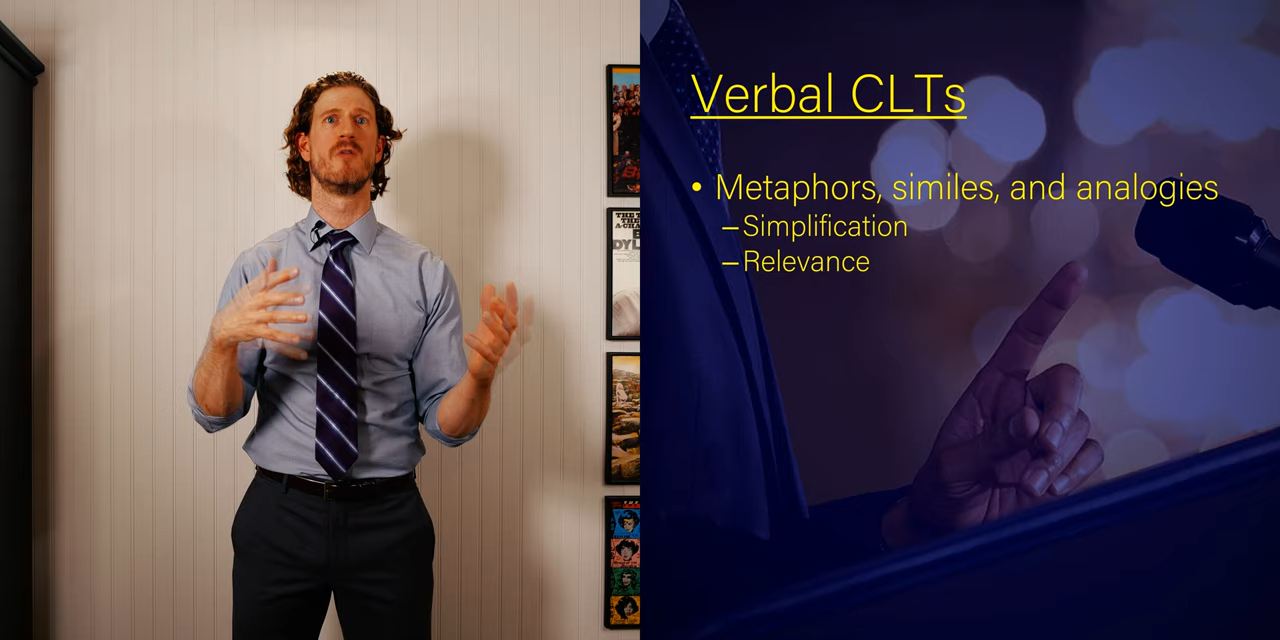 Verbal CLTs
• Metaphors, similes, and analogies
– Simplification
– Relevance